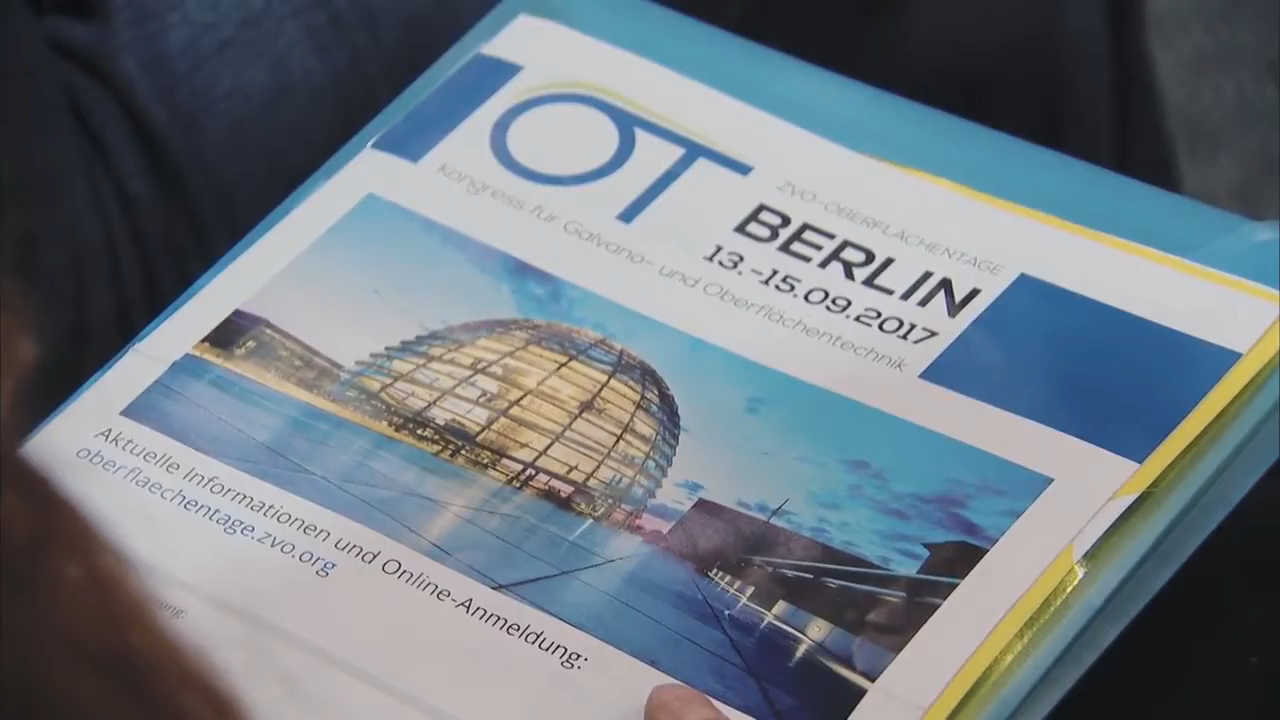 OT
ZVO-OBERFLÄCHENTAGE
BERLIN
13.-15.09.2017
Kongress für Galvano- und Oberflächentechnik
Aktuelle Informationen und Online-Anmeldung:
oberflaechentage.zvo.org